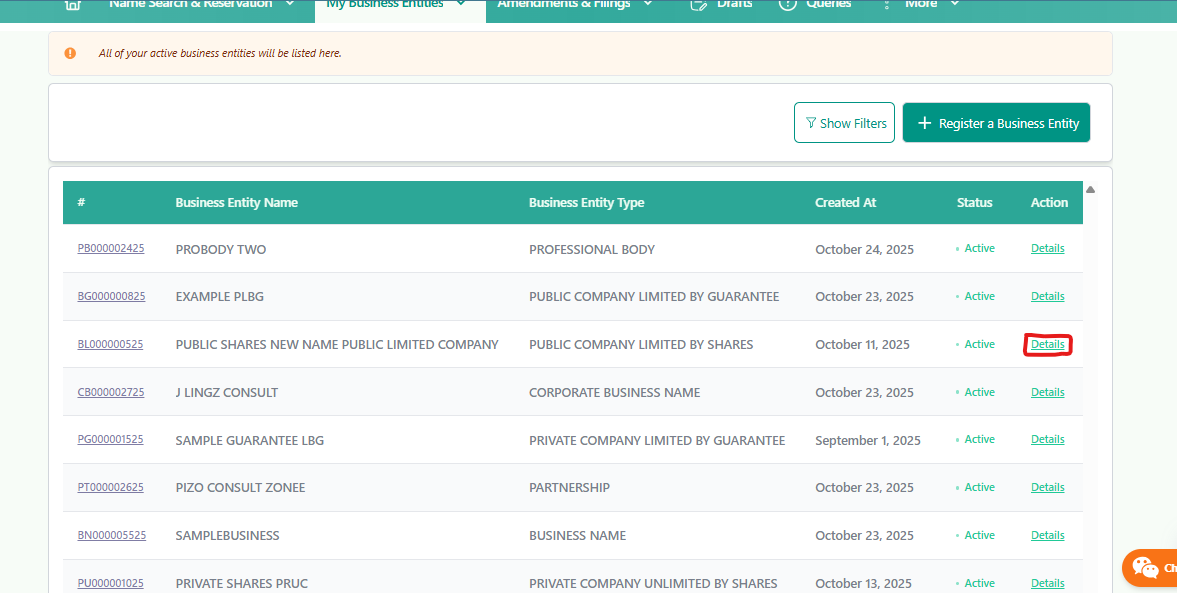 Name Search & Reservation My Business Entities Amendments & Filings Drafts Queries More
All of your active business entities will be listed here.
Show Filters + Register a Business Entity
# Business Entity Name Business Entity Type Created At Status Action
PB000002425 PROBODY TWO PROFESSIONAL BODY October 24, 2025 Active Details
BG000000825 EXAMPLE PLBG PUBLIC COMPANY LIMITED BY GUARANTEE October 23, 2025 Active Details
BL000000525 PUBLIC SHARES NEW NAME PUBLIC LIMITED COMPANY PUBLIC COMPANY LIMITED BY SHARES October 11, 2025 Active Details
CB000002725 J LINGZ CONSULT CORPORATE BUSINESS NAME October 23, 2025 Active Details
PG000001525 SAMPLE GUARANTEE LBG PRIVATE COMPANY LIMITED BY GUARANTEE September 1, 2025 Active Details
PT000002625 PIZO CONSULT ZONEE PARTNERSHIP October 23, 2025 Active Details
BN000005525 SAMPLEBUSINESS BUSINESS NAME October 23, 2025 Active Details
PU000001025 PRIVATE SHARES PRUC PRIVATE COMPANY UNLIMITED BY SHARES October 13, 2025 Active Details